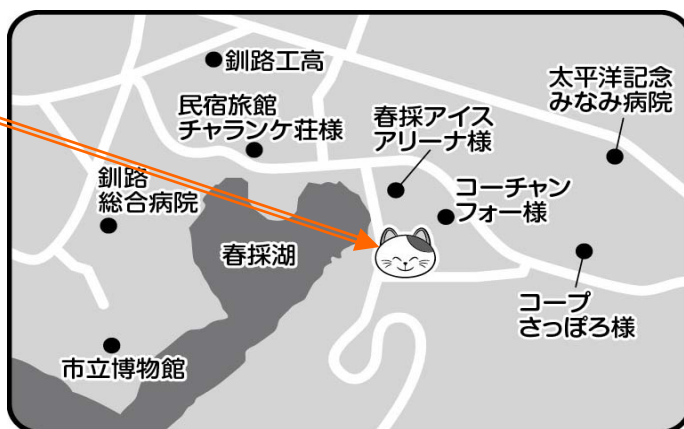 釧路工高
民宿旅館
チャランケ荘様
春採アイス
アリーナ様
太平洋記念
みなみ病院
釧路
総合病院
コーチャン
フォー様
春採湖
コープ
さっぽろ様
市立博物館